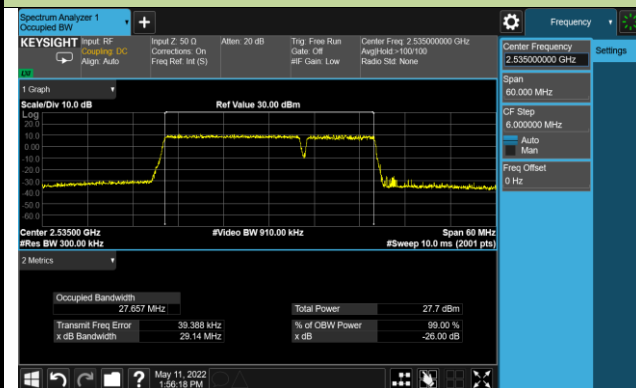 Spectrum Analyzer 1
Occupied BW
+
Frequency
KEYSIGHT
Input: RF
Coupling: DC
Align: Auto
Input Z: 50 Ω
Corrections: On
Freq Ref: Int (S)
Atten: 20 dB
Trig: Free Run
Gate: Off
#IF Gain: Low
Center Freq: 2.535000000 GHz
Avg|Hold:>100/100
Radio Std: None
Center Frequency
2.535000000 GHz
Settings
Span
60.000 MHz
CF Step
6.000000 MHz
Auto
Man
Freq Offset
0 Hz
1 Graph
Scale/Div 10.0 dB
Ref Value 30.00 dBm
Log
20.0
10.0
0.00
-10.0
-20.0
-30.0
-40.0
-50.0
-60.0
Center 2.53500 GHz
#Video BW 910.00 kHz
Span 60 MHz
#Res BW 300.00 kHz
#Sweep 10.0 ms (2001 pts)
2 Metrics
Occupied Bandwidth
27.657 MHz
Total Power
27.7 dBm
Transmit Freq Error
39.388 kHz
% of OBW Power
99.00 %
x dB Bandwidth
29.14 MHz
x dB
-26.00 dB
?
May 11, 2022
1:56:18 PM